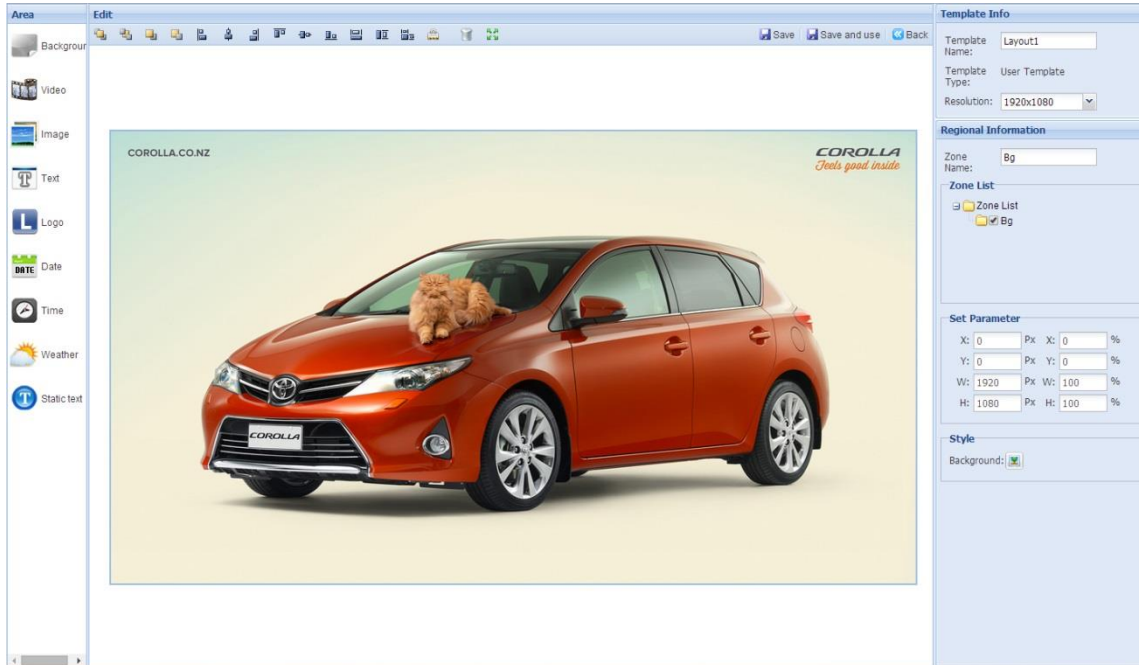 Area
Backgrour
Video
Image
T
Text
L
Logo
DATE
Date
Time
Weather
T
Static text
Edit
Save
Save and use
Back
COROLLA.CO.NZ
COROLLA
Feels good inside
COROLLA
Template Info
Template Name:
Layout1
Template Type:
User Template
Resolution:
1920x1080
Regional Information
Zone Name:
Bg
Zone List
Zone List
Bg
Set Parameter
X: 0 Px X: 0 %
Y: 0 Px Y: 0 %
W: 1920 Px W: 100 %
H: 1080 Px H: 100 %
Style
Background: